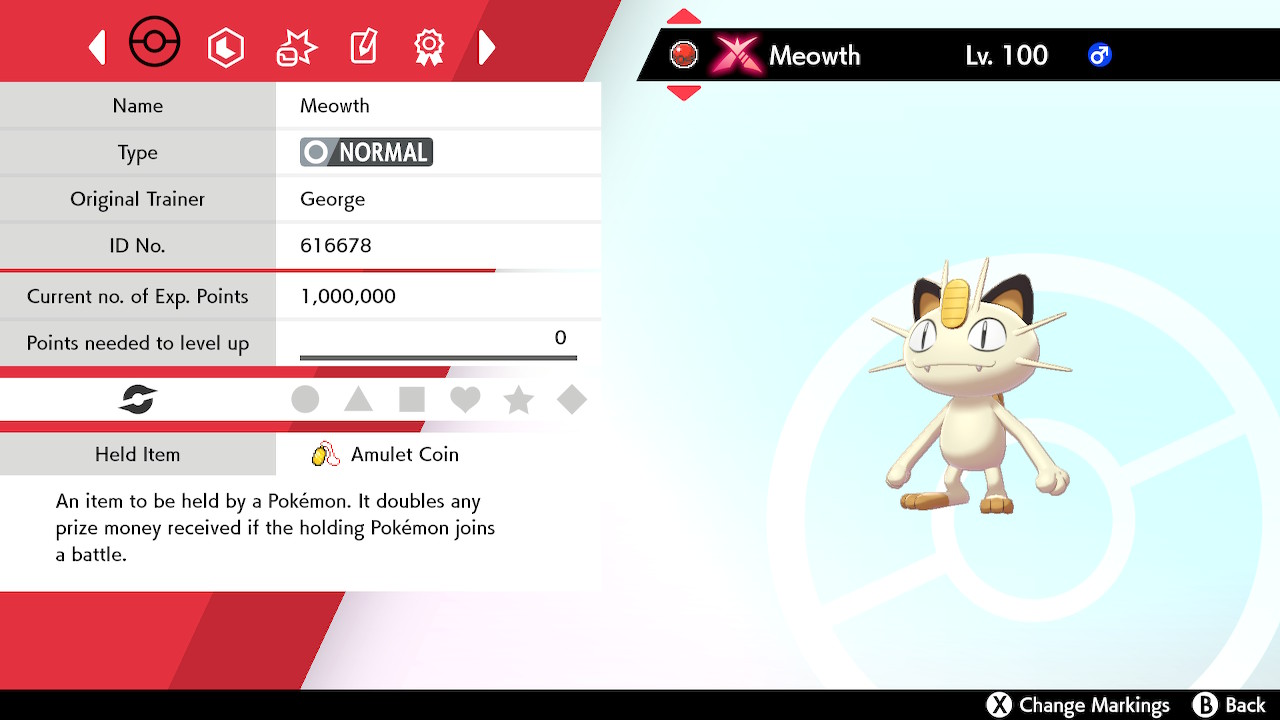 Meowth Lv. 100
Name Meowth
Type NORMAL
Original Trainer George
ID No. 616678
Current no. of Exp. Points 1,000,000
Points needed to level up 0
Held Item Amulet Coin
An item to be held by a Pokémon. It doubles any
prize money received if the holding Pokémon joins
a battle.
X Change Markings B Back